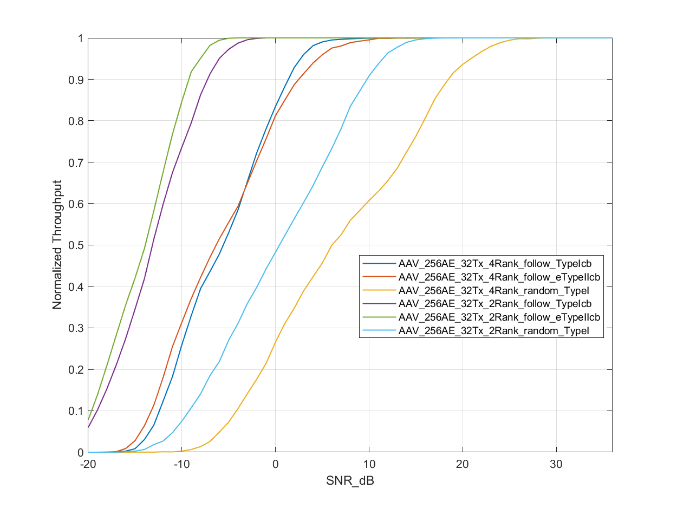 1
0.9
0.8
0.7
0.6
0.5
0.4
0.3
0.2
0.1
0
Normalized Throughput
AAV_256AE_32Tx_4Rank_follow_TypeIcb
AAV_256AE_32Tx_4Rank_follow_eTypeIIcb
AAV_256AE_32Tx_4Rank_random_TypeI
AAV_256AE_32Tx_2Rank_follow_TypeIcb
AAV_256AE_32Tx_2Rank_follow_eTypeIIcb
AAV_256AE_32Tx_2Rank_random_TypeI
-20 -10 0 10 20 30
SNR_dB